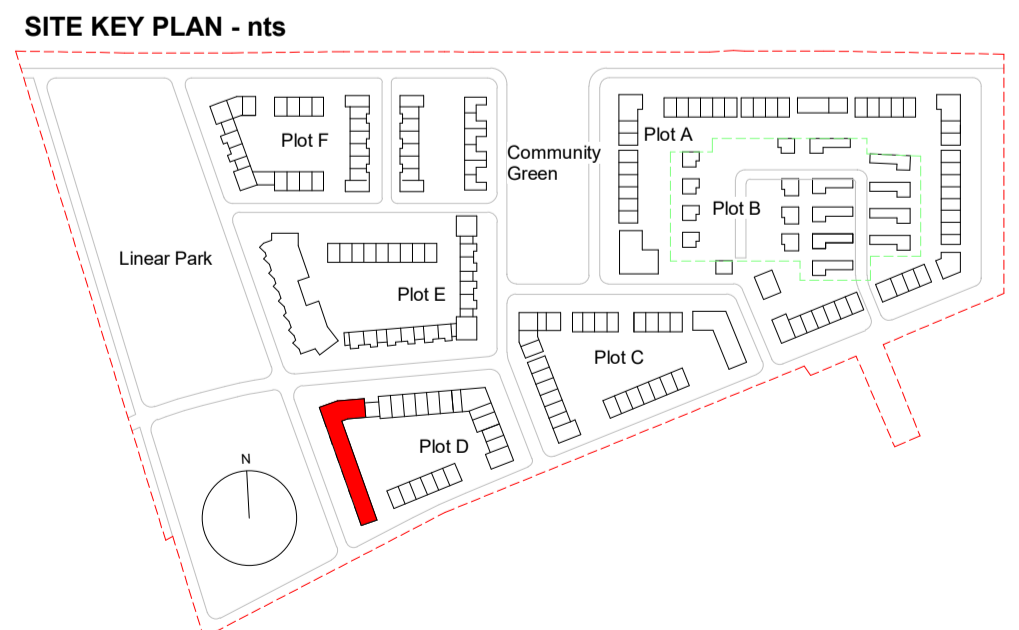 SITE KEY PLAN - nts
Plot F
Community
Green
Plot A
Plot B
Linear Park
Plot E
Plot C
Plot D
N